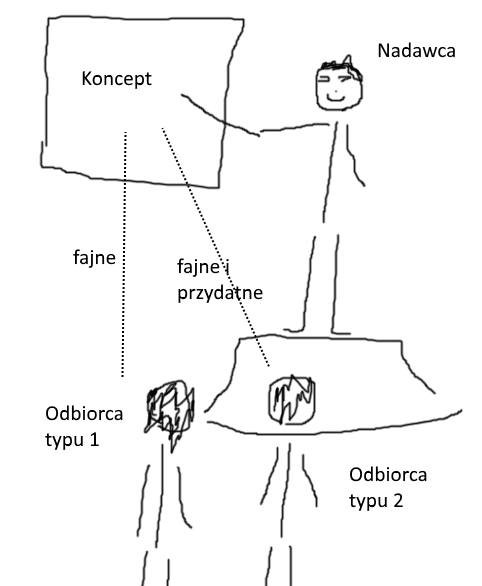 Nadawca
Koncept
fajne
fajne i
przydatne
Odbiorca
typu 1
Odbiorca
typu 2